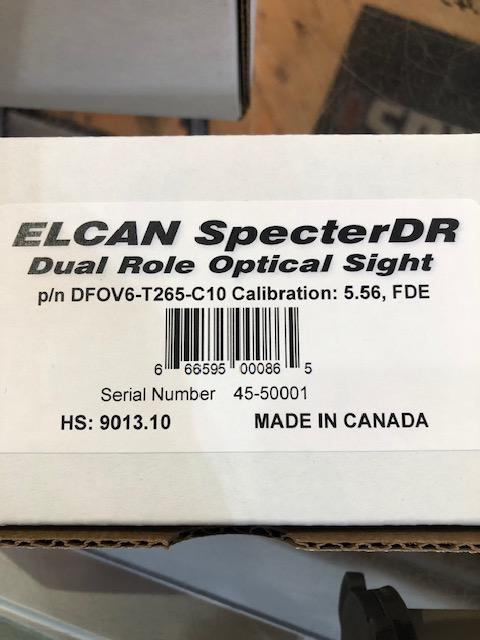 ELCAN SpecterDR
Dual Role Optical Sight
p/n DFOV6-T265-C10 Calibration: 5.56, FDE
6 66595 00086 5
Serial Number 45-50001
HS: 9013.10 MADE IN CANADA